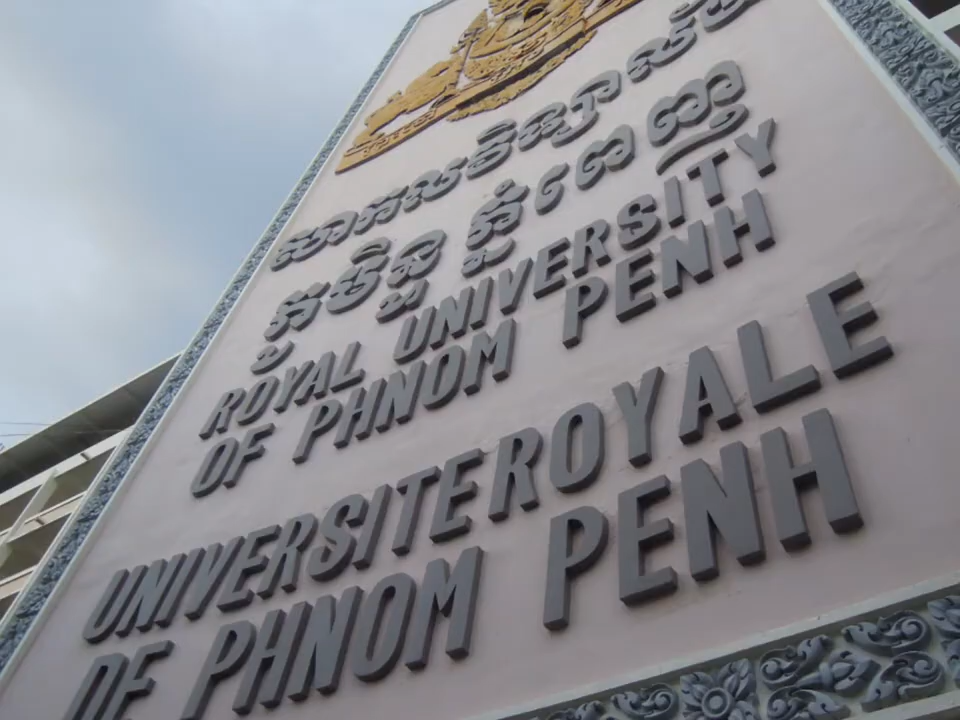 សាកលវិទ្យាល័យ
ភូមិន្ទ ភ្នំពេញ
ROYAL UNIVERSITY
OF PHNOM PENH
UNIVERSITE ROYALE
OF PHNOM PENH